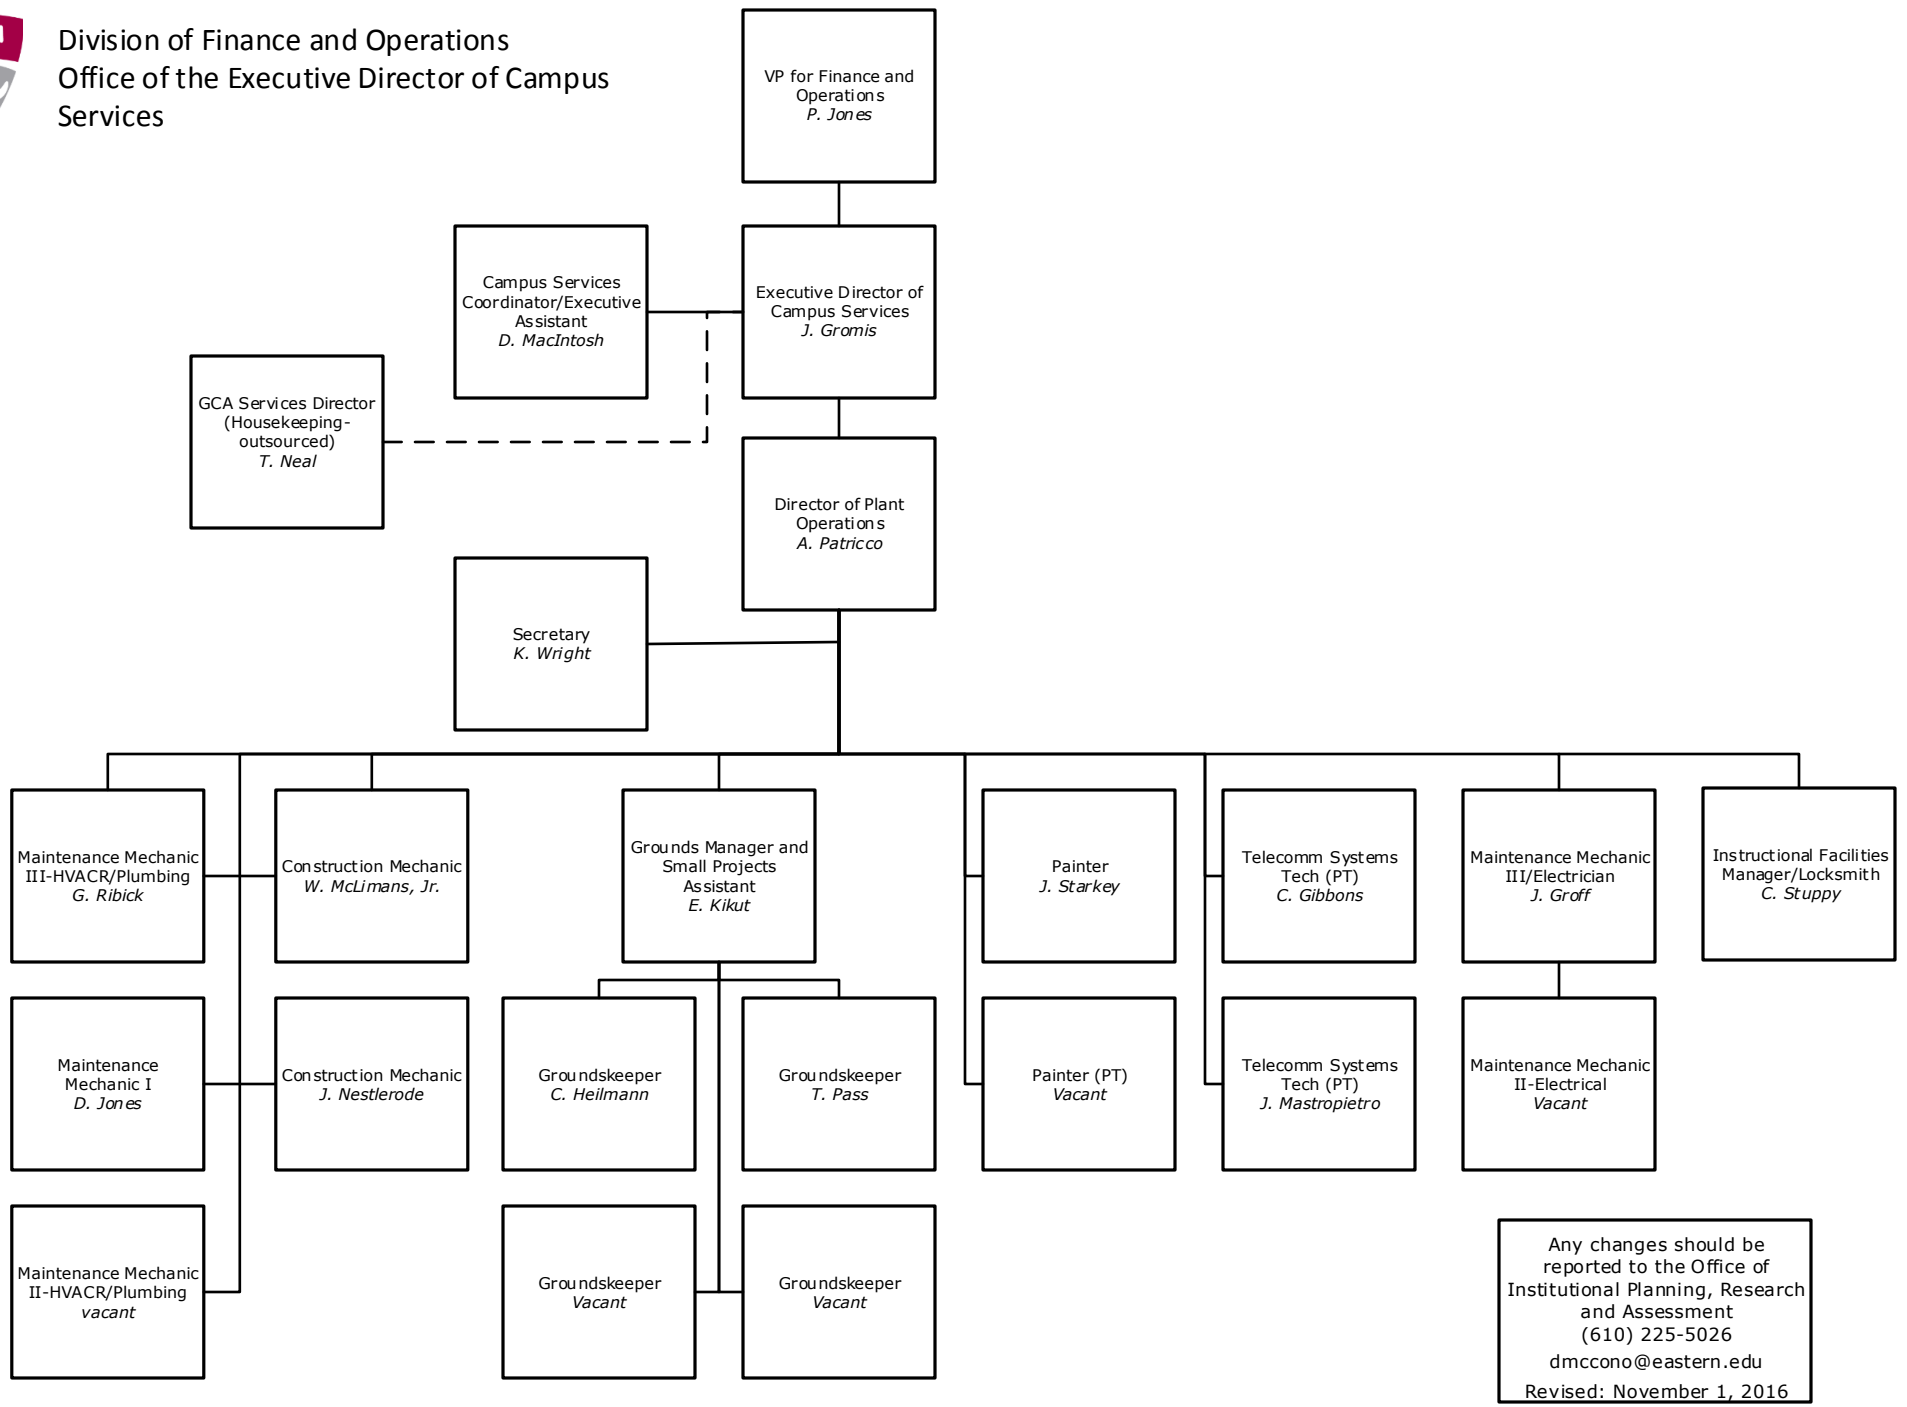 Division of Finance and Operations
Office of the Executive Director of Campus
Services
VP for Finance and
Operations
P. Jones
Campus Services
Coordinator/Executive
Assistant
D. MacIntosh
Executive Director of
Campus Services
J. Gromis
GCA Services Director
(Housekeeping-
outsourced)
T. Neal
Director of Plant
Operations
A. Patricco
Secretary
K. Wright
Maintenance Mechanic
III-HVACR/Plumbing
G. Ribick
Construction Mechanic
W. McLimans, Jr.
Grounds Manager and
Small Projects
Assistant
E. Kikut
Painter
J. Starkey
Telecomm Systems
Tech (PT)
C. Gibbons
Maintenance Mechanic
III/Electrician
J. Groff
Instructional Facilities
Manager/Locksmith
C. Stuppy
Maintenance
Mechanic I
D. Jones
Construction Mechanic
J. Nestlerode
Groundskeeper
C. Heilmann
Groundskeeper
T. Pass
Painter (PT)
Vacant
Telecomm Systems
Tech (PT)
J. Mastropietro
Maintenance Mechanic
II-Electrical
Vacant
Maintenance Mechanic
II-HVACR/Plumbing
vacant
Groundskeeper
Vacant
Groundskeeper
Vacant
Any changes should be
reported to the Office of
Institutional Planning, Research
and Assessment
(610) 225-5026
dmccono@eastern.edu
Revised: November 1, 2016